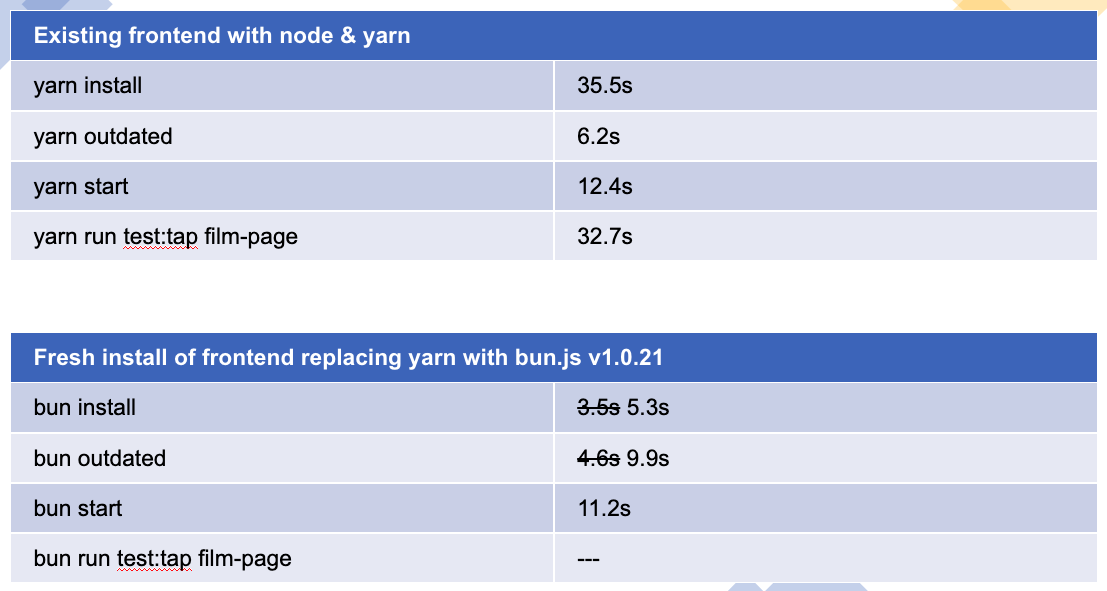 Existing frontend with node & yarn
yarn install 35.5s
yarn outdated 6.2s
yarn start 12.4s
yarn run test:tap film-page 32.7s
Fresh install of frontend replacing yarn with bun.js v1.0.21
bun install 3.5s 5.3s
bun outdated 4.6s 9.9s
bun start 11.2s
bun run test:tap film-page ---